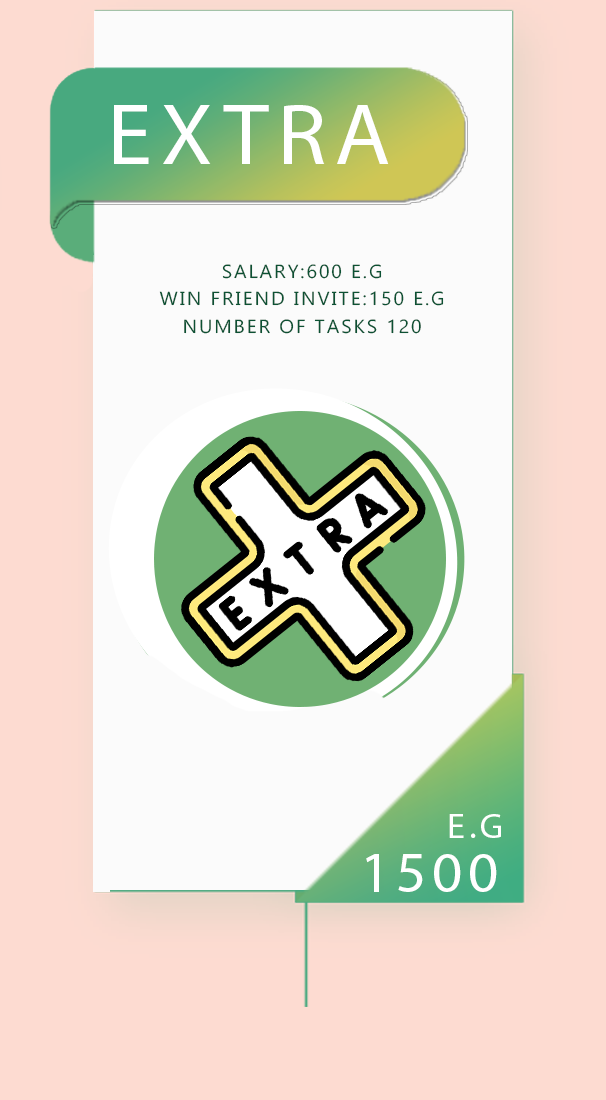 EXTRA
SALARY:600 E.G
WIN FRIEND INVITE:150 E.G
NUMBER OF TASKS 120
EXTRA
E.G
1500